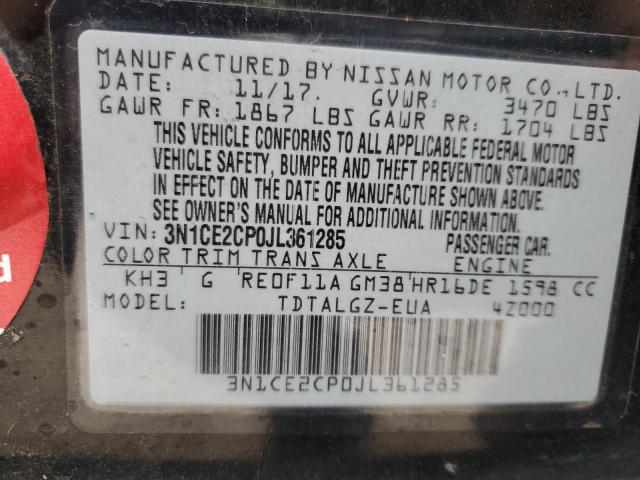 MANUFACTURED BY NISSAN MOTOR CO.,LTD.
DATE: 11/17. GVWR: 3470 LBS
GAWR FR: 1867 LBS GAWR RR: 1704 LBS
THIS VEHICLE CONFORMS TO ALL APPLICABLE FEDERAL MOTOR
VEHICLE SAFETY, BUMPER AND THEFT PREVENTION STANDARDS
IN EFFECT ON THE DATE OF MANUFACTURE SHOWN ABOVE.
SEE OWNER'S MANUAL FOR ADDITIONAL INFORMATION.
VIN: 3N1CE2CP0JL361285 PASSENGER CAR.
COLOR TRIM TRANS AXLE ENGINE
KH3 G RE0F11A GM38 HR16DE 1598 CC
MODEL: TDTALGZ-EUA 4Z000
3N1CE2CP0JL361285